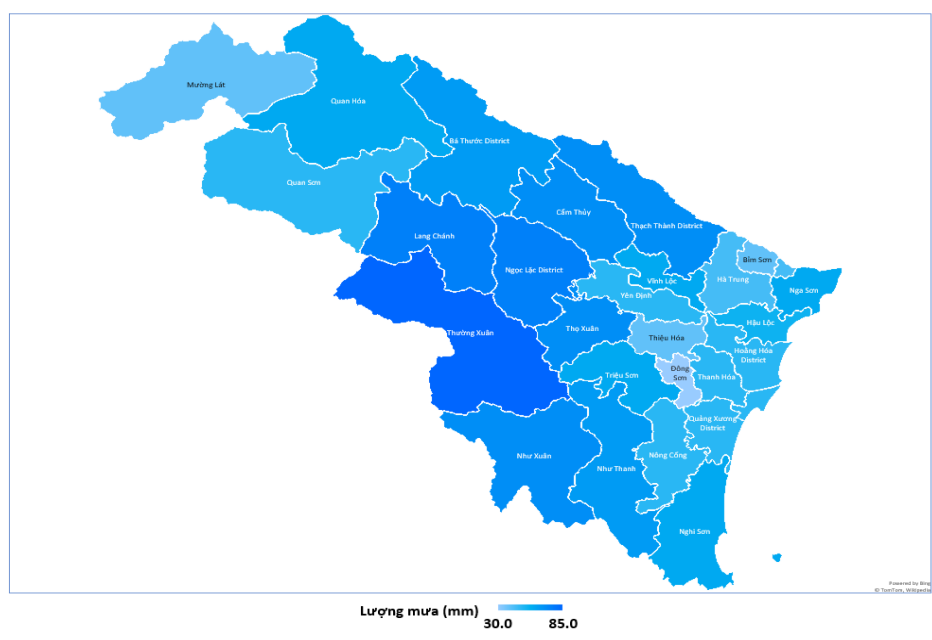 Mường Lát
Quan Hóa
Bá Thước District
Quan Sơn
Cẩm Thủy
Thạch Thành District
Lang Chánh
Ngọc Lặc District
Bỉm Sơn
Hà Trung
Vĩnh Lộc
Nga Sơn
Yên Định
Hậu Lộc
Thường Xuân
Thọ Xuân
Thiệu Hóa
Hoằng Hóa
District
Đông
Sơn
Triệu Sơn
Thanh Hóa
Quảng Xương
District
Như Xuân
Như Thanh
Nông Cống
Nghi Sơn
Powered by Bing
© TomTom, Wikipedia
Lượng mưa (mm)
30.0 85.0